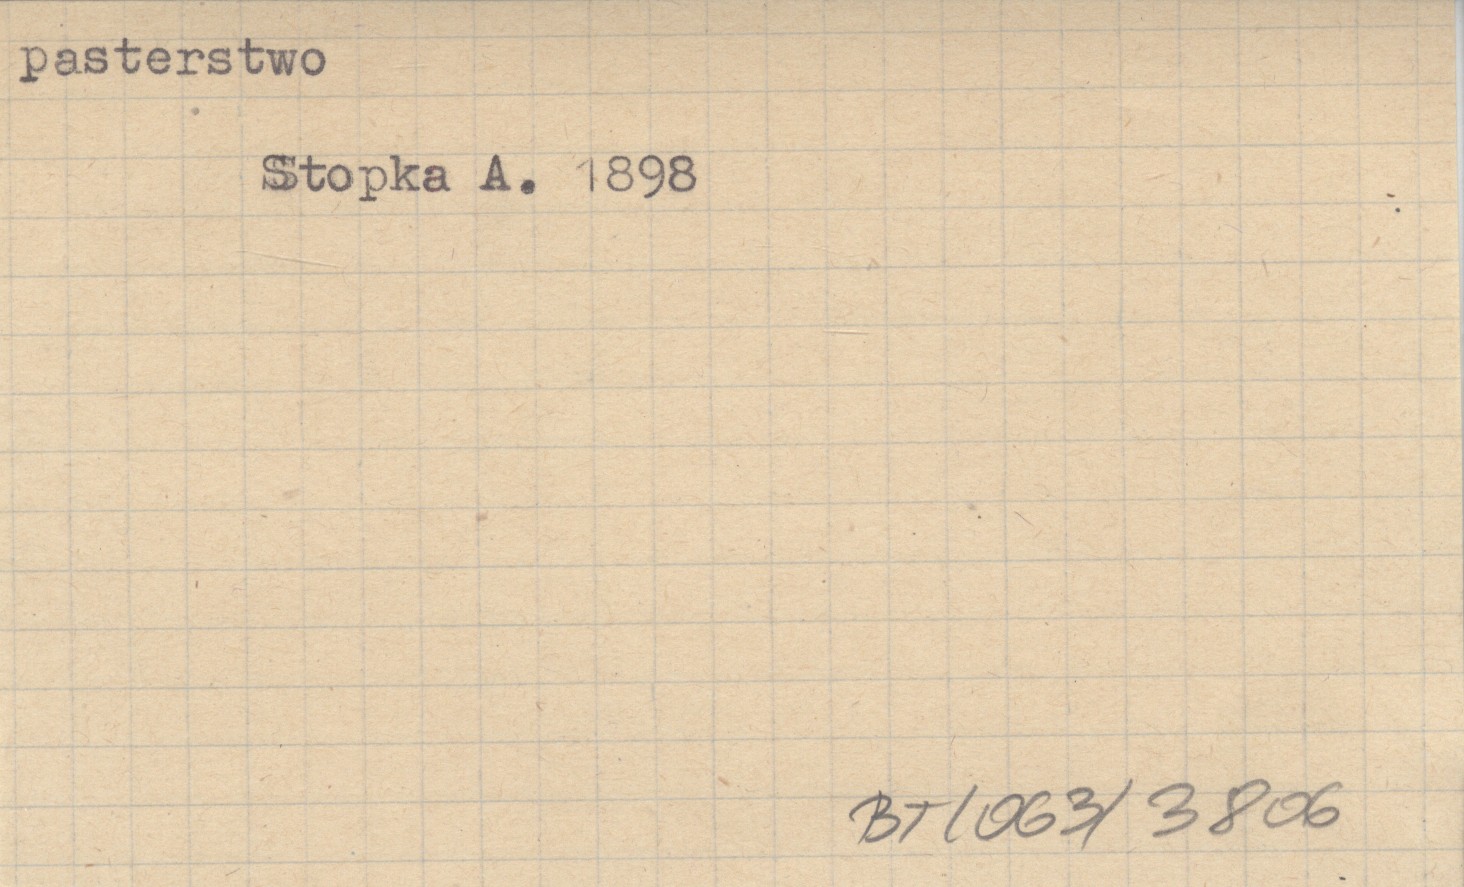 pasterstwo
Stopka A. 1898
BT/063/3806